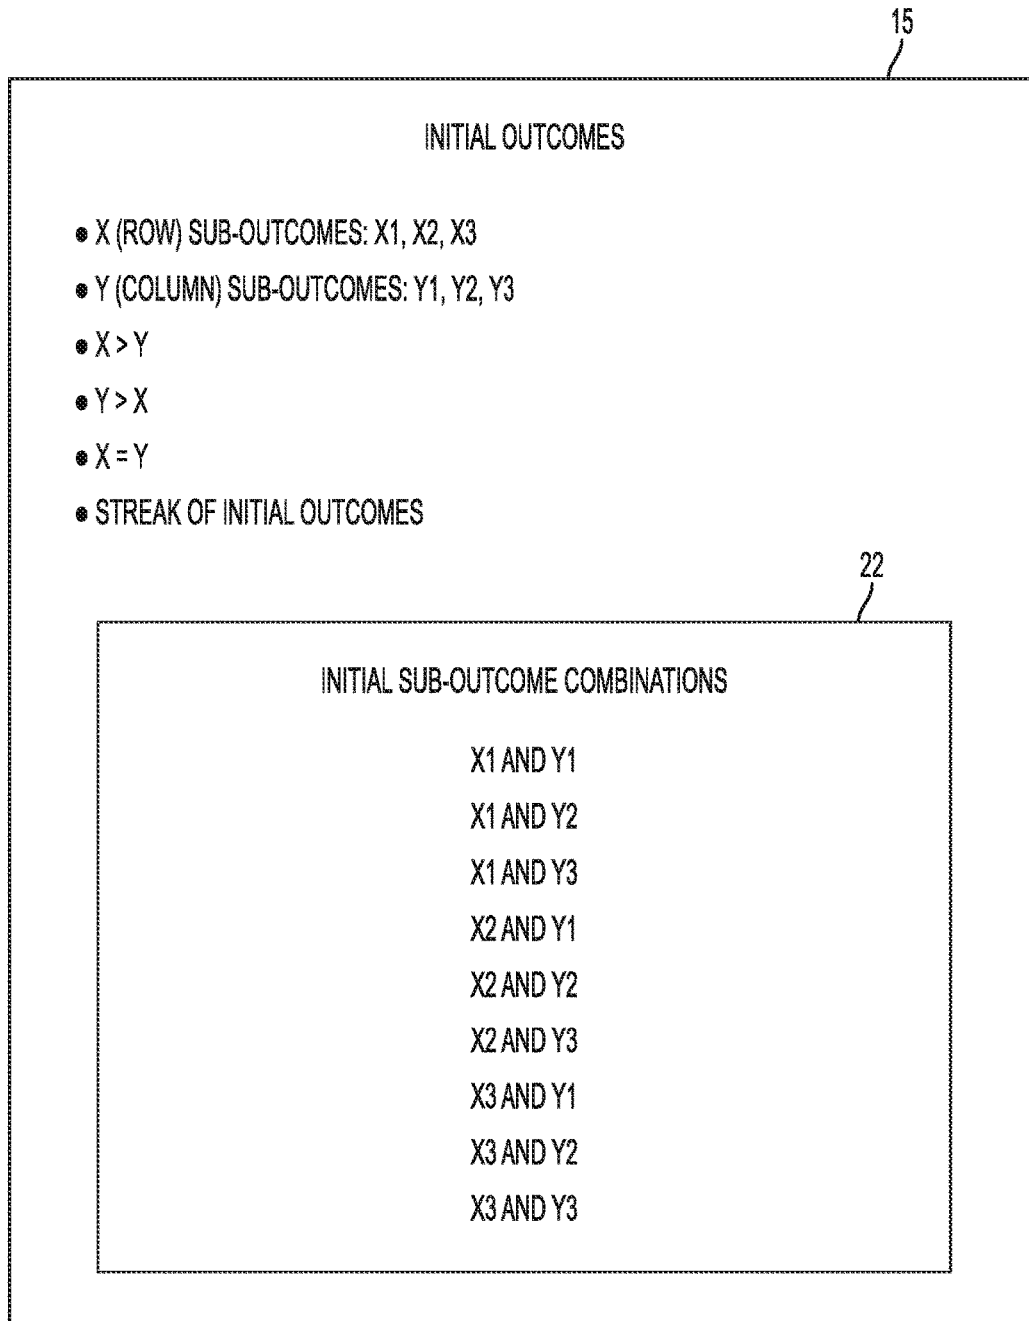 15
INITIAL OUTCOMES
● X (ROW) SUB-OUTCOMES: X1, X2, X3
● Y (COLUMN) SUB-OUTCOMES: Y1, Y2, Y3
● X > Y
● Y > X
● X = Y
● STREAK OF INITIAL OUTCOMES
22
INITIAL SUB-OUTCOME COMBINATIONS
X1 AND Y1
X1 AND Y2
X1 AND Y3
X2 AND Y1
X2 AND Y2
X2 AND Y3
X3 AND Y1
X3 AND Y2
X3 AND Y3